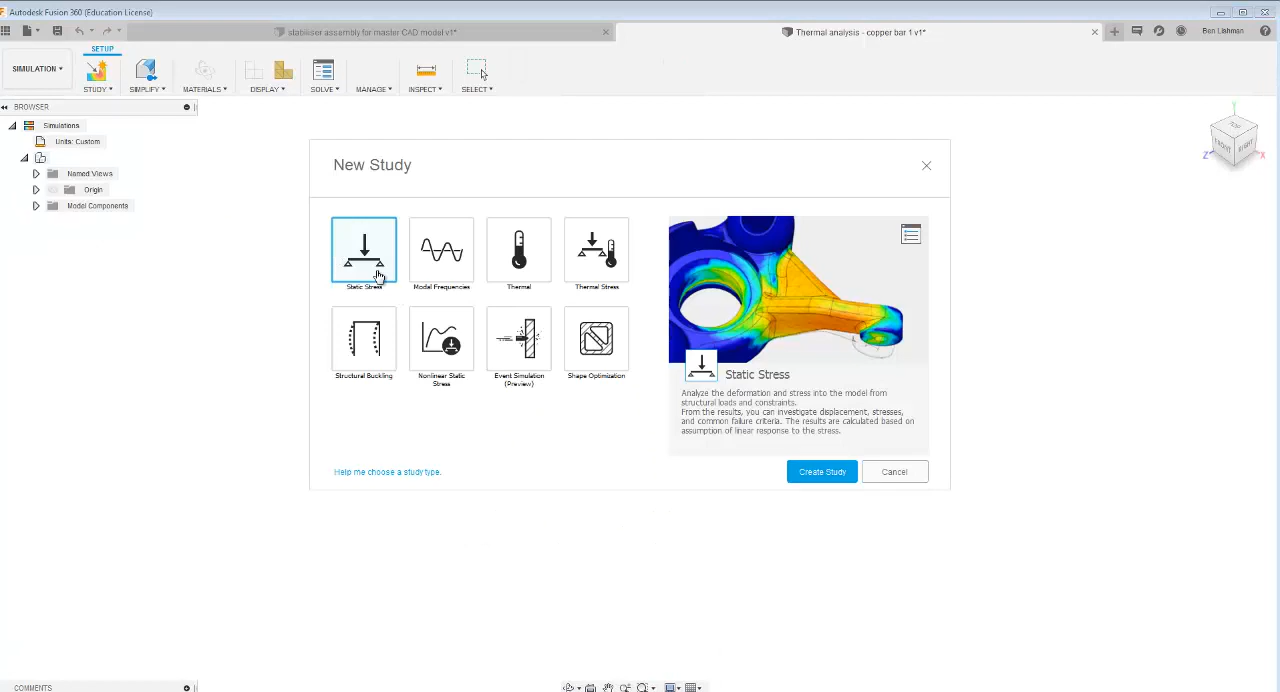 Autodesk Fusion 360 (Education License)
stabiliser assembly for master CAD model v1*
Thermal analysis - copper bar 1 v1*
Ben Lishman
SETUP
SIMULATION
STUDY
SIMPLIFY
MATERIALS
DISPLAY
SOLVE
MANAGE
INSPECT
SELECT
BROWSER
Simulations
Units: Custom
Named Views
Origin
Model Components
TOP
FRONT
RIGHT
Y
Z
X
New Study
Static Stress
Modal Frequencies
Thermal
Thermal Stress
Structural Buckling
Nonlinear Static
Stress
Event Simulation
(Preview)
Shape Optimization
Static Stress
Analyze the deformation and stress into the model from
structural loads and constraints.
From the results, you can investigate displacement, stresses,
and common failure criteria. The results are calculated based on
assumption of linear response to the stress.
Help me choose a study type.
Create Study
Cancel
COMMENTS